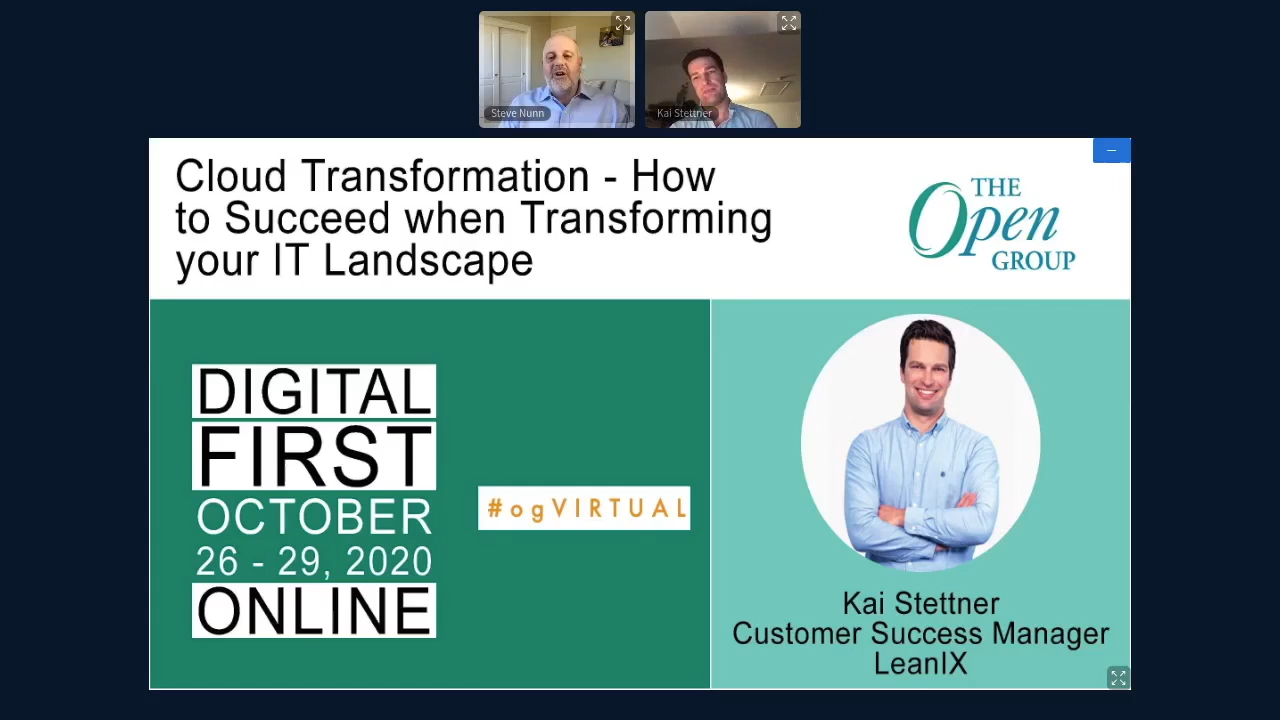 Steve Nunn
Kai Stettner
Cloud Transformation - How
to Succeed when Transforming
your IT Landscape
THE
Open
GROUP
DIGITAL
FIRST
OCTOBER
26 - 29, 2020
ONLINE
#ogVIRTUAL
Kai Stettner
Customer Success Manager
LeanIX